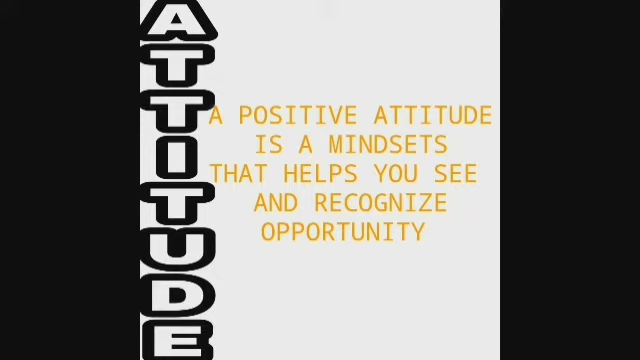 ATTITUDE
A POSITIVE ATTITUDE
IS A MINDSETS
THAT HELPS YOU SEE
AND RECOGNIZE
OPPORTUNITY